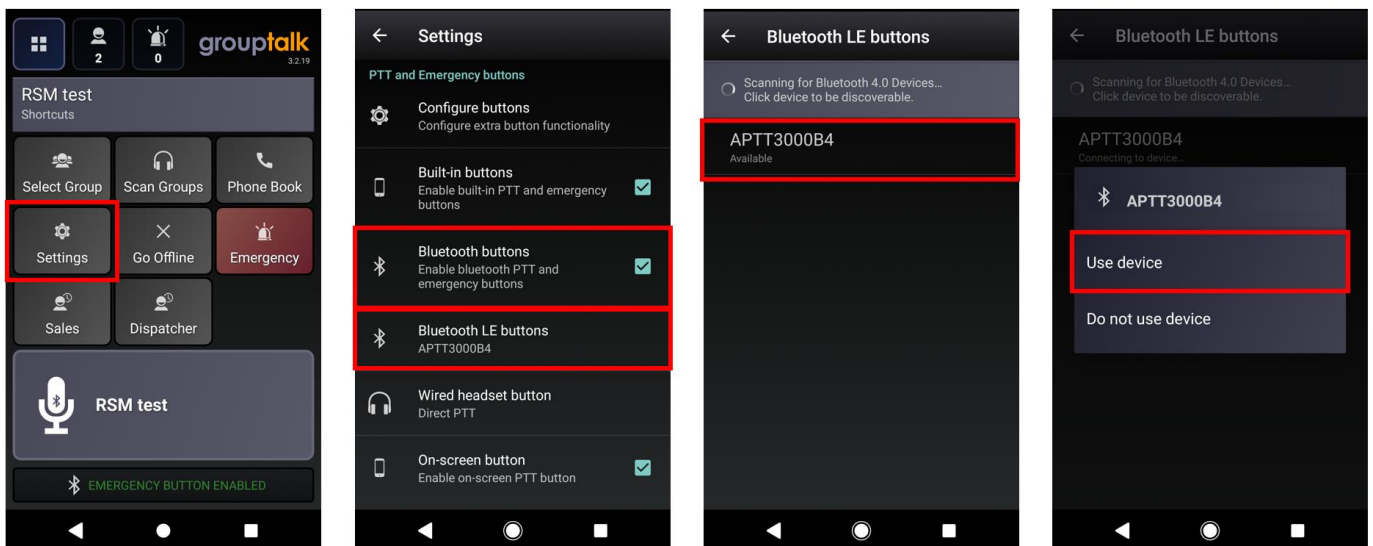 2
0
grouptalk
3.2.19
RSM test
Shortcuts
Select Group
Scan Groups
Phone Book
Settings
Go Offline
Emergency
Sales
Dispatcher
RSM test
EMERGENCY BUTTON ENABLED
Settings
PTT and Emergency buttons
Configure buttons
Configure extra button functionality
Built-in buttons
Enable built-in PTT and emergency
buttons
Bluetooth buttons
Enable bluetooth PTT and
emergency buttons
Bluetooth LE buttons
APTT3000B4
Wired headset button
Direct PTT
On-screen button
Enable on-screen PTT button
Bluetooth LE buttons
Scanning for Bluetooth 4.0 Devices...
Click device to be discoverable.
APTT3000B4
Available
Bluetooth LE buttons
Scanning for Bluetooth 4.0 Devices...
Click device to be discoverable.
APTT3000B4
Connecting to device...
APTT3000B4
Use device
Do not use device